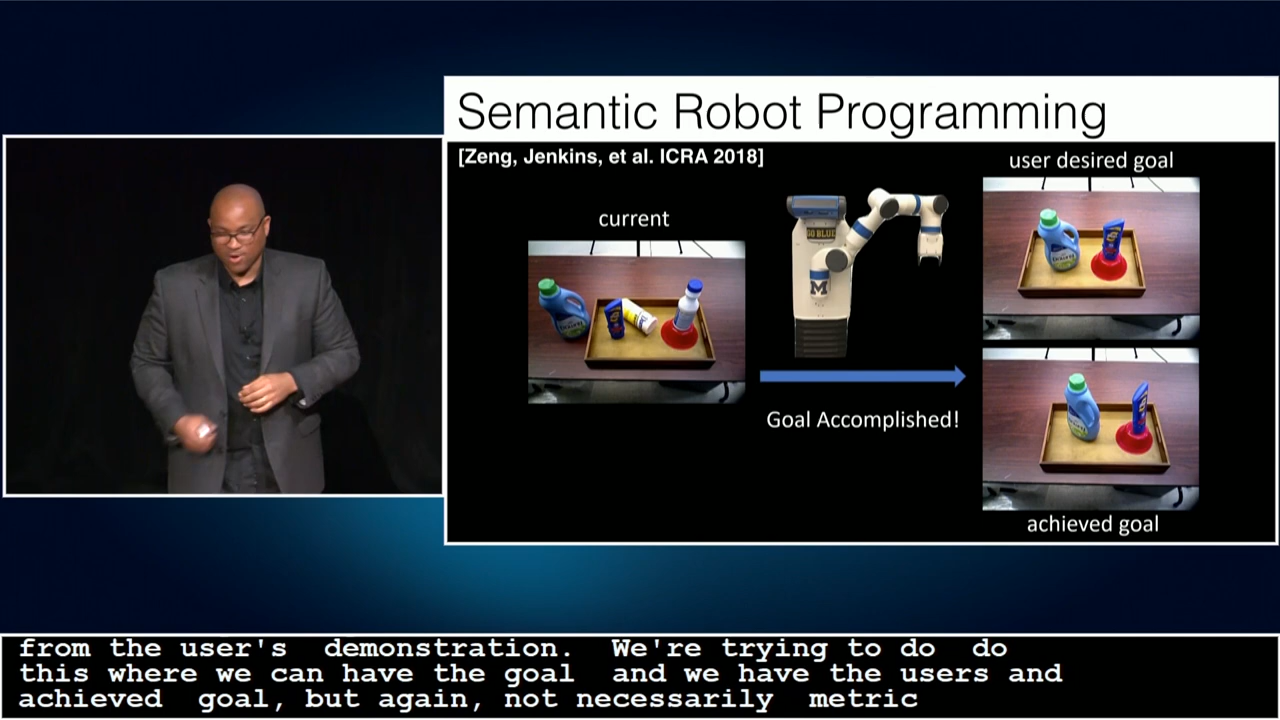 Semantic Robot Programming
[Zeng, Jenkins, et al. ICRA 2018]
user desired goal
current
GO BLUE
M
Goal Accomplished!
achieved goal
from the user's demonstration. We're trying to do do
this where we can have the goal and we have the users and
achieved goal, but again, not necessarily metric